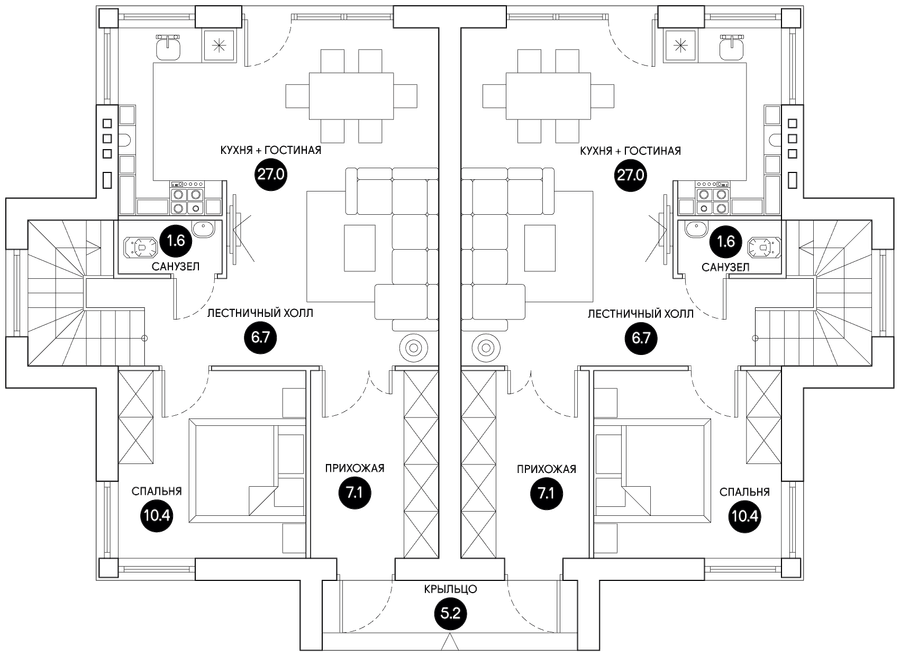 КУХНЯ + ГОСТИНАЯ
27.0
КУХНЯ + ГОСТИНАЯ
27.0
1.6
САНУЗЕЛ
1.6
САНУЗЕЛ
ЛЕСТНИЧНЫЙ ХОЛЛ
6.7
ЛЕСТНИЧНЫЙ ХОЛЛ
6.7
СПАЛЬНЯ
10.4
ПРИХОЖАЯ
7.1
ПРИХОЖАЯ
7.1
СПАЛЬНЯ
10.4
КРЫЛЬЦО
5.2